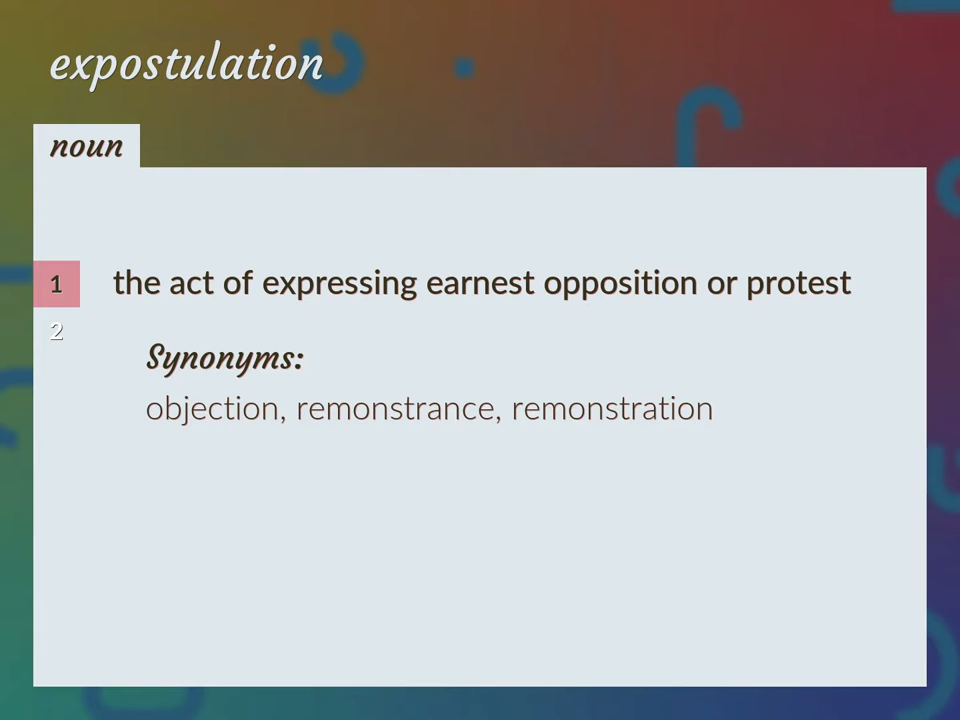 expostulation
noun
1 the act of expressing earnest opposition or protest
2
Synonyms:
objection, remonstrance, remonstration